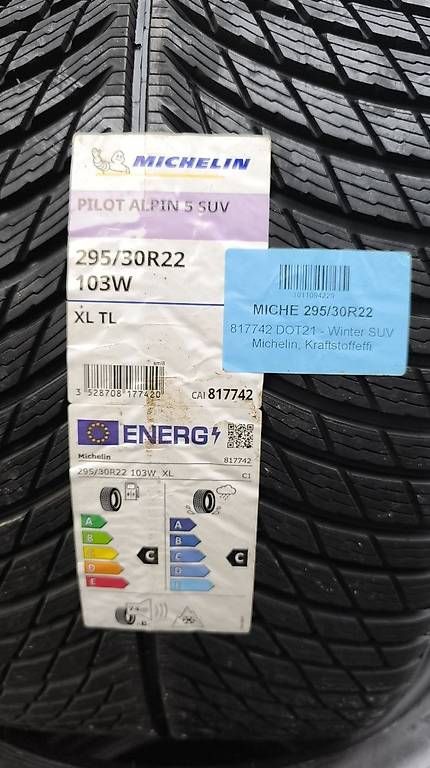 MICHELIN
PILOT ALPIN 5 SUV
295/30R22
103W
XL TL
3 528708 177420
CAI 817742
MICHE 295/30R22
817742 DOT21 - Winter SUV
Michelin, Kraftstoffeffi
ENERG
Michelin
817742
295/30R22 103W XL
C1
A
B
C
D
E
C
A
B
C
D
C